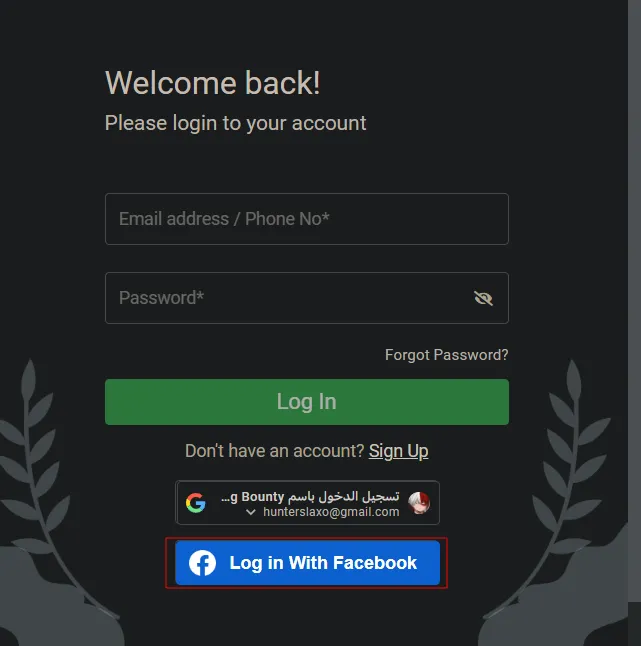 Welcome back!
Please login to your account
Email address / Phone No*
Password*
Forgot Password?
Log In
Don't have an account? Sign Up
تسجيل الدخول باسم g Bounty...
hunterslaxo@gmail.com
Log in With Facebook